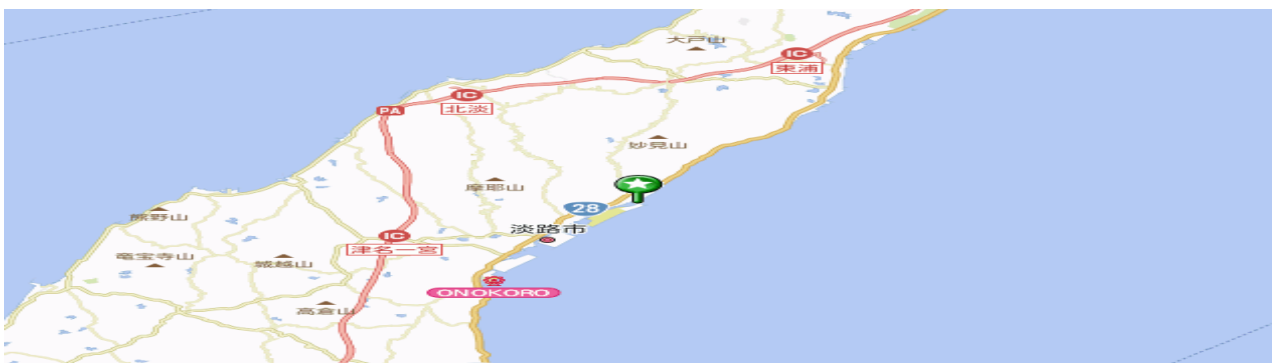 大戸山
IC
東浦
IC
北淡
PA
妙見山
摩耶山
28
熊野山
淡路市
IC
津名一宮
竜宝寺山
城越山
ONOKORO
高倉山